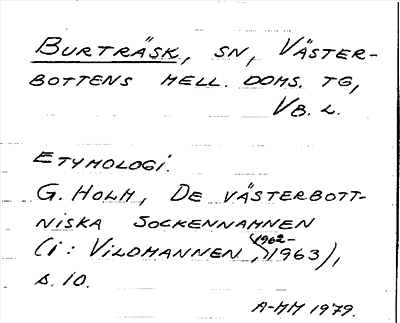 BURTRÄSK, SN, VÄSTER-
BOTTENS MELL. DOMS. TG,
VB. L.
ETYMOLOGI.
G. HOLM, DE VÄSTERBOTT-
NISKA SOCKENNAMNEN
(I: VILDMANNEN, 1962-1963),
S. 10.
A-MM 1979.